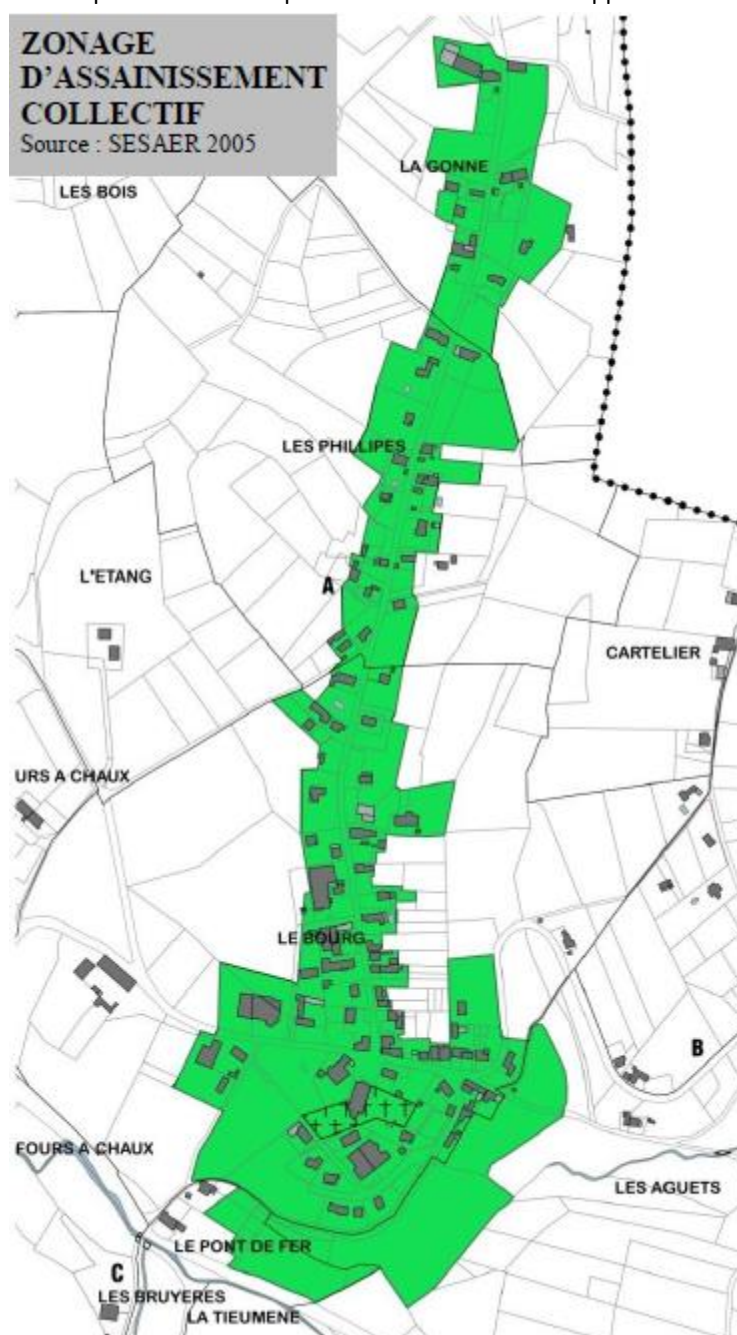 ZONAGE
D'ASSAINISSEMENT
COLLECTIF
Source : SESAER 2005
LA GONNE
LES BOIS
LES PHILLIPES
L'ETANG
A
CARTELIER
URS A CHAUX
LE BOURG
B
FOURS A CHAUX
LES AGUETS
LE PONT DE FER
C
LES BRUYERES
LA TIEUMENE